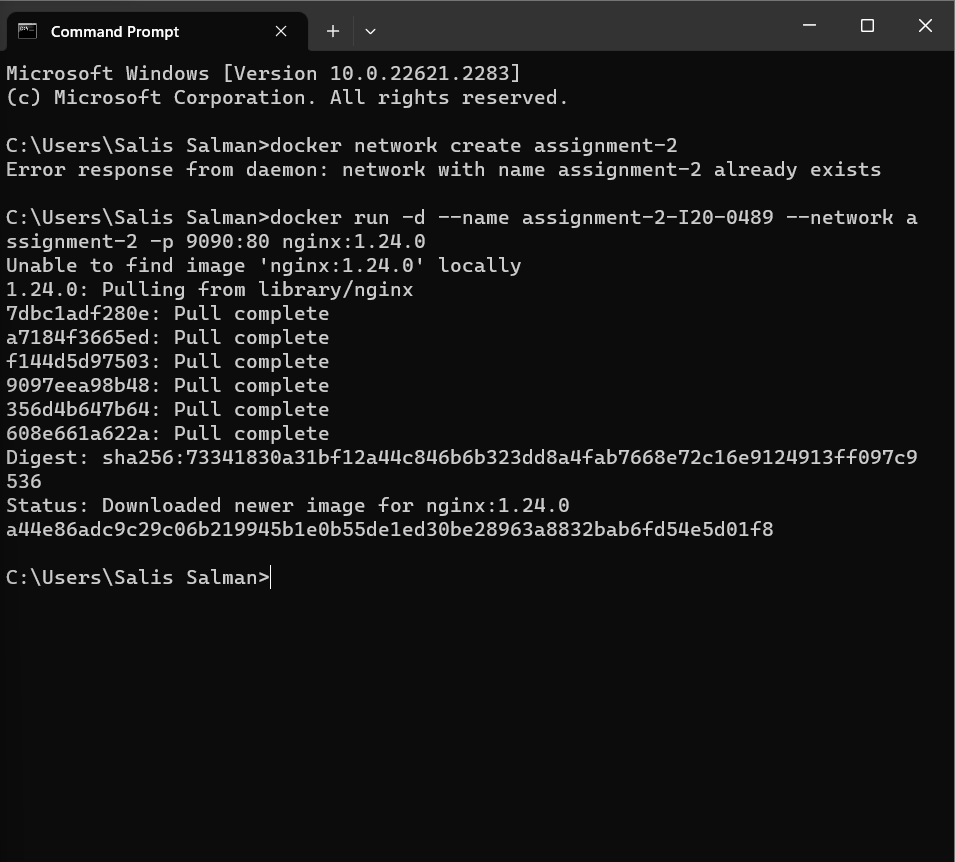 Command Prompt
Microsoft Windows [Version 10.0.22621.2283]
(c) Microsoft Corporation. All rights reserved.
C:\Users\Salis Salman>docker network create assignment-2
Error response from daemon: network with name assignment-2 already exists
C:\Users\Salis Salman>docker run -d --name assignment-2-I20-0489 --network a
ssignment-2 -p 9090:80 nginx:1.24.0
Unable to find image 'nginx:1.24.0' locally
1.24.0: Pulling from library/nginx
7dbc1adf280e: Pull complete
a7184f3665ed: Pull complete
f144d5d97503: Pull complete
9097eea98b48: Pull complete
356d4b647b64: Pull complete
608e661a622a: Pull complete
Digest: sha256:73341830a31bf12a44c846b6b323dd8a4fab7668e72c16e9124913ff097c9
536
Status: Downloaded newer image for nginx:1.24.0
a44e86adc9c29c06b219945b1e0b55de1ed30be28963a8832bab6fd54e5d01f8
C:\Users\Salis Salman>